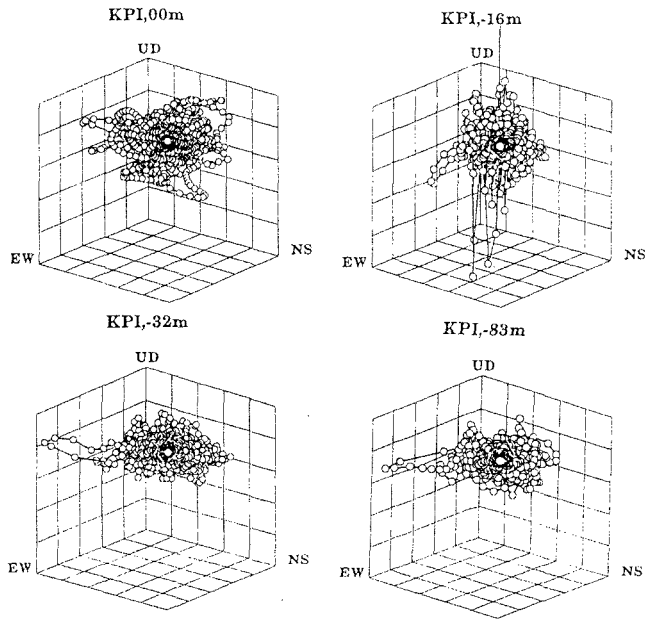 KPI,00m
UD
EW
NS
KPI,-16m
UD
EW
NS
KPI,-32m
UD
EW
NS
KPI,-83m
UD
EW
NS